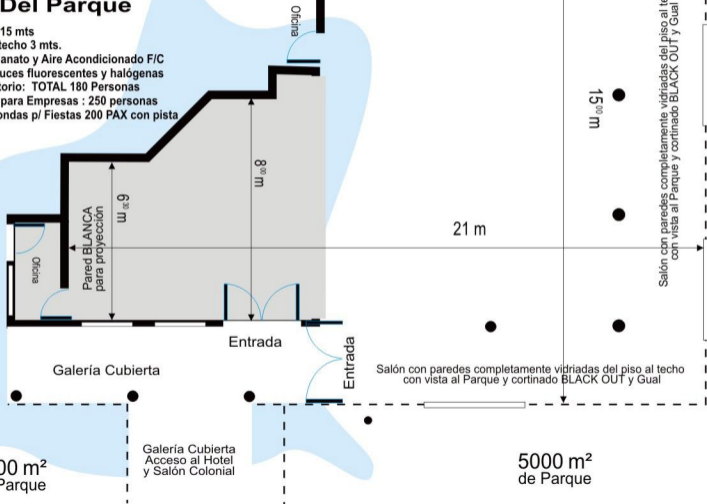 Del Parque
15 mts
techo 3 mts.
anato y Aire Acondicionado F/C
uces fluorescentes y halógenas
torio: TOTAL 180 Personas
para Empresas : 250 personas
ondas p/ Fiestas 200 PAX con pista
Oficina
15⁰⁰ m
Salón con paredes completamente vidriadas del piso al te
con vista al Parque y cortinado BLACK OUT y Gual
8⁰⁰ m
6³⁰ m
Pared BLANCA
para proyección
Oficina
21 m
Entrada
Entrada
Galería Cubierta
Salón con paredes completamente vidriadas del piso al techo
con vista al Parque y cortinado BLACK OUT y Gual
Galería Cubierta
Acceso al Hotel
y Salón Colonial
00 m²
Parque
5000 m²
de Parque